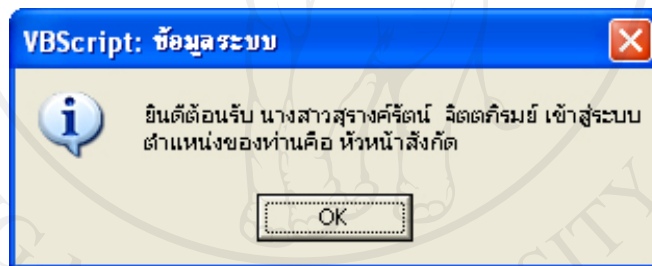 VBScript: ข้อมูลระบบ
ยินดีต้อนรับ นางสาวสุรางค์รัตน์ จิตตภิรมย์ เข้าสู่ระบบ
ตำแหน่งของท่านคือ หัวหน้าสังกัด
OK